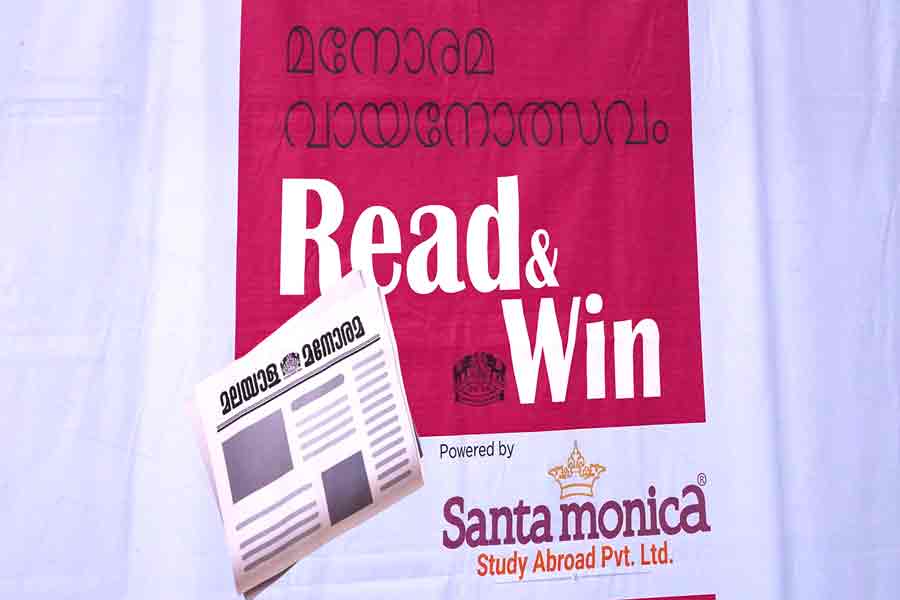 മനോരമ
വായനോത്സവം
Read &
Win
മലയാള മനോരമ
Powered by
Santa monica®
Study Abroad Pvt. Ltd.